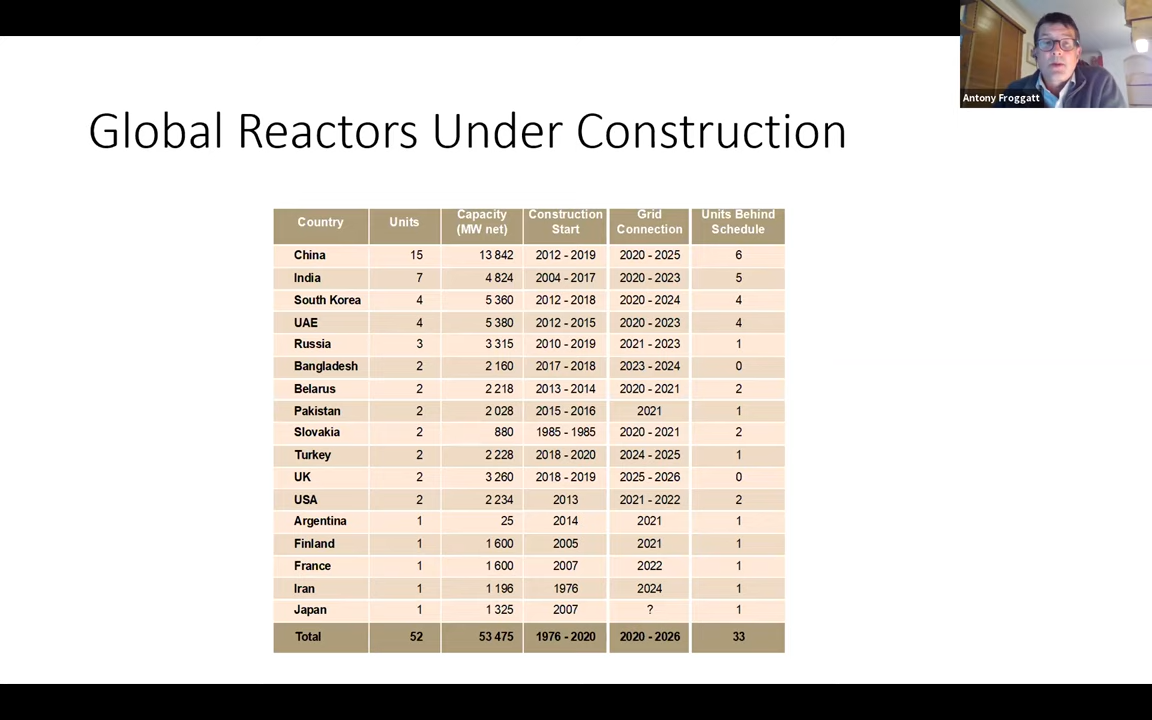 Antony Froggatt
Global Reactors Under Construction
Country Units Capacity (MW net) Construction Start Grid Connection Units Behind Schedule
China 15 13 842 2012 - 2019 2020 - 2025 6
India 7 4 824 2004 - 2017 2020 - 2023 5
South Korea 4 5 360 2012 - 2018 2020 - 2024 4
UAE 4 5 380 2012 - 2015 2020 - 2023 4
Russia 3 3 315 2010 - 2019 2021 - 2023 1
Bangladesh 2 2 160 2017 - 2018 2023 - 2024 0
Belarus 2 2 218 2013 - 2014 2020 - 2021 2
Pakistan 2 2 028 2015 - 2016 2021 1
Slovakia 2 880 1985 - 1985 2020 - 2021 2
Turkey 2 2 228 2018 - 2020 2024 - 2025 1
UK 2 3 260 2018 - 2019 2025 - 2026 0
USA 2 2 234 2013 2021 - 2022 2
Argentina 1 25 2014 2021 1
Finland 1 1 600 2005 2021 1
France 1 1 600 2007 2022 1
Iran 1 1 196 1976 2024 1
Japan 1 1 325 2007 ? 1
Total 52 53 475 1976 - 2020 2020 - 2026 33